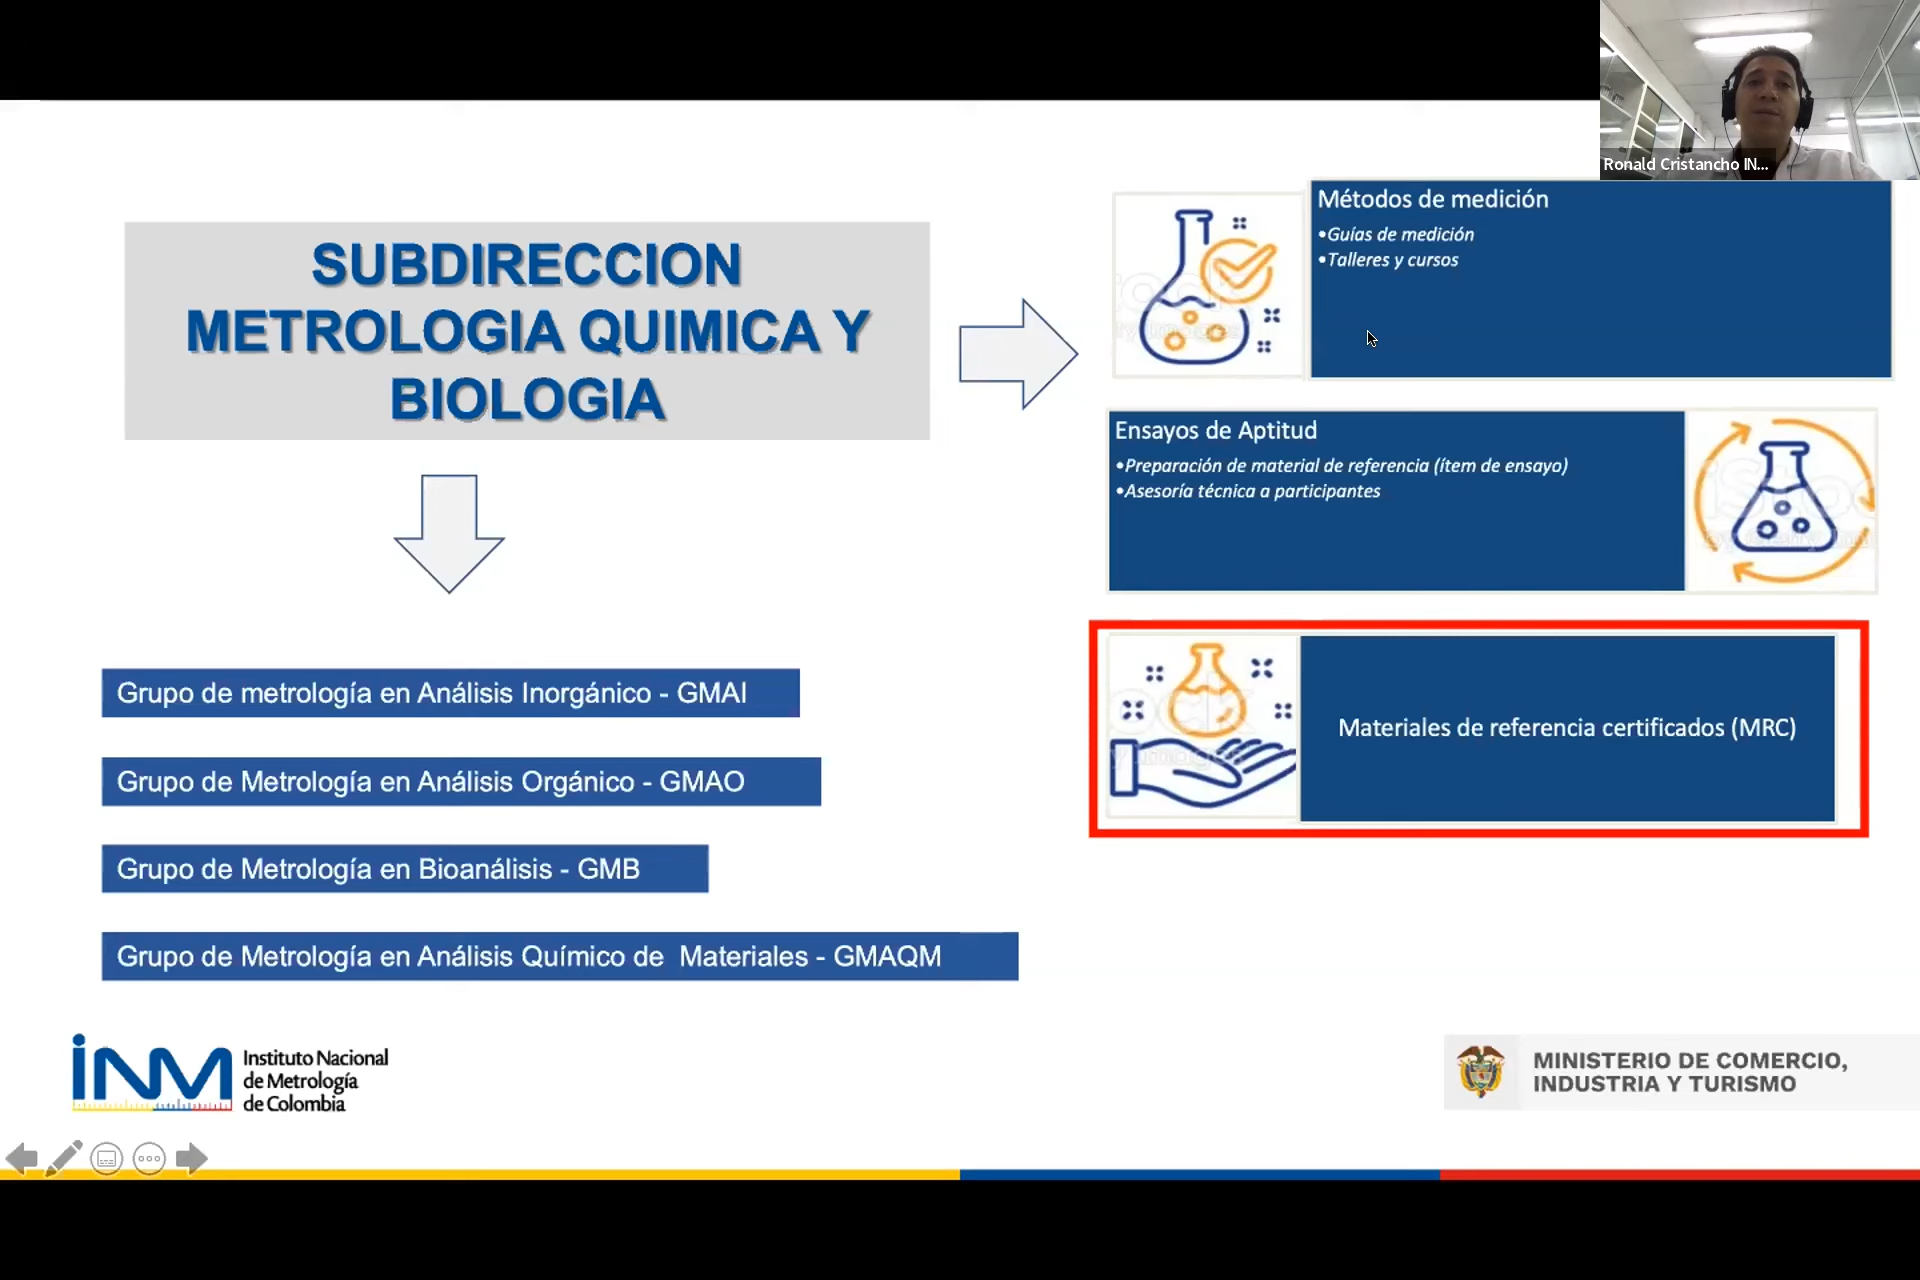 Ronald Cristancho IN...
SUBDIRECCION
METROLOGIA QUIMICA Y
BIOLOGIA
Métodos de medición
•Guías de medición
•Talleres y cursos
Ensayos de Aptitud
•Preparación de material de referencia (ítem de ensayo)
•Asesoría técnica a participantes
Materiales de referencia certificados (MRC)
Grupo de metrología en Análisis Inorgánico - GMAI
Grupo de Metrología en Análisis Orgánico - GMAO
Grupo de Metrología en Bioanálisis - GMB
Grupo de Metrología en Análisis Químico de  Materiales - GMAQM
iNM
Instituto Nacional
de Metrología
de Colombia
MINISTERIO DE COMERCIO,
INDUSTRIA Y TURISMO